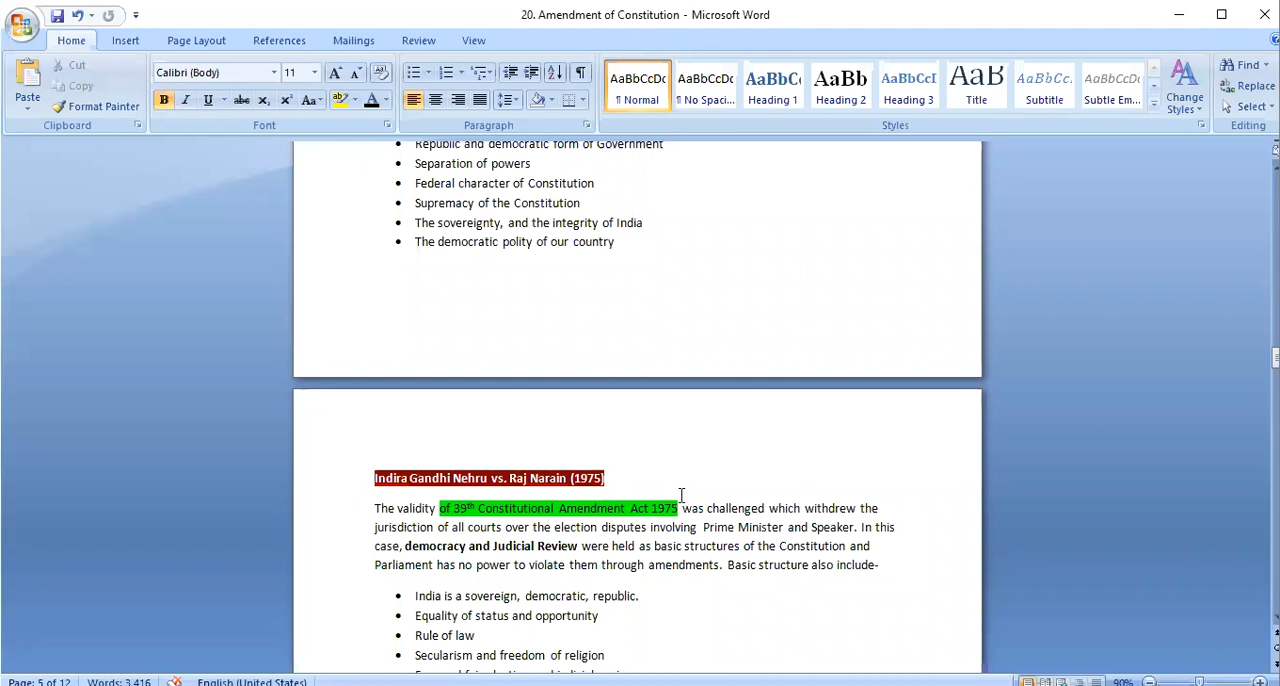 20. Amendment of Constitution - Microsoft Word
Home Insert Page Layout References Mailings Review View
Paste
Cut
Copy
Format Painter
Clipboard
Calibri (Body) 11
Font
Paragraph
AaBbCcDc AaBbCcDc AaBbC( AaBb AaBbCcI AaB AaBbCc. AaBbCcDc
¶ Normal ¶ No Spaci... Heading 1 Heading 2 Heading 3 Title Subtitle Subtle Em...
Change
Styles
Styles
Find
Replace
Select
Editing
• Republic and democratic form of Government
• Separation of powers
• Federal character of Constitution
• Supremacy of the Constitution
• The sovereignty, and the integrity of India
• The democratic polity of our country
Indira Gandhi Nehru vs. Raj Narain (1975)
The validity of 39th Constitutional Amendment Act 1975 was challenged which withdrew the
jurisdiction of all courts over the election disputes involving Prime Minister and Speaker. In this
case, democracy and Judicial Review were held as basic structures of the Constitution and
Parliament has no power to violate them through amendments. Basic structure also include-
• India is a sovereign, democratic, republic.
• Equality of status and opportunity
• Rule of law
• Secularism and freedom of religion
Page: 5 of 12 Words: 3,416 English (United States) 90%